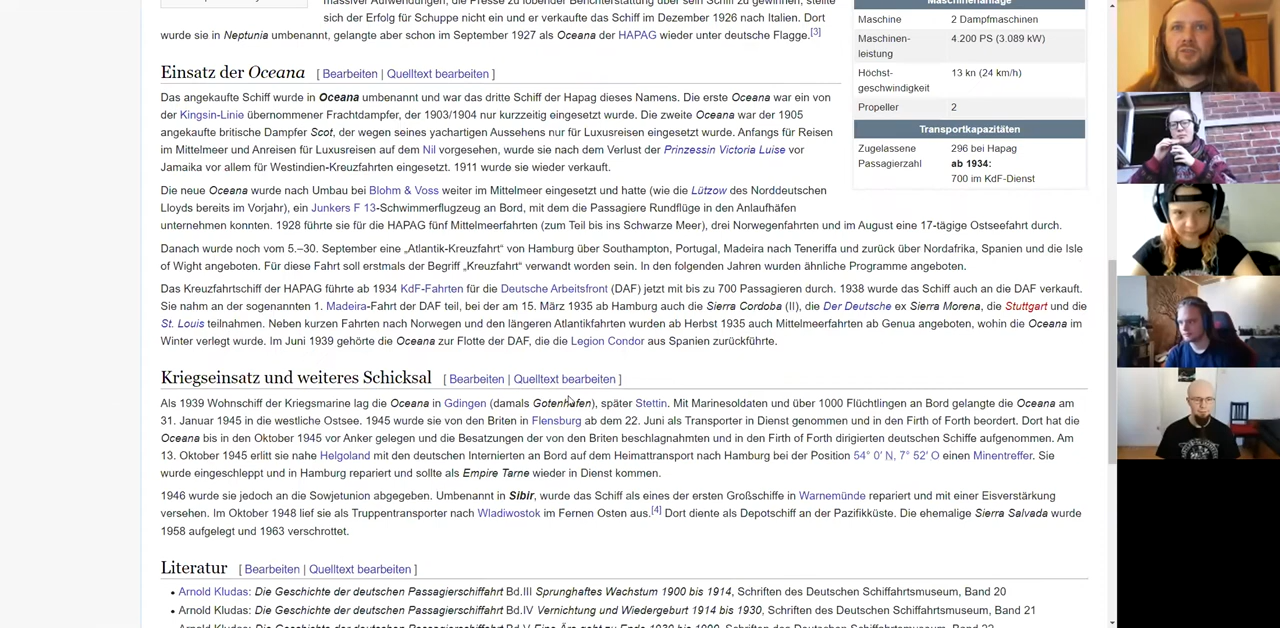 massiver Aufwendungen, die Presse zu lobender Berichterstattung über sein Schiff zu gewinnen, stellte
sich der Erfolg für Schuppe nicht ein und er verkaufte das Schiff im Dezember 1926 nach Italien. Dort
wurde sie in Neptunia umbenannt, gelangte aber schon im September 1927 als Oceana der HAPAG wieder unter deutsche Flagge.[3]
Maschinenanlage
Maschine 2 Dampfmaschinen
Maschinen- 4.200 PS (3.089 kW)
leistung
Höchst- 13 kn (24 km/h)
geschwindigkeit
Propeller 2
Transportkapazitäten
Zugelassene 296 bei Hapag
Passagierzahl ab 1934:
700 im KdF-Dienst
Einsatz der Oceana [ Bearbeiten | Quelltext bearbeiten ]
Das angekaufte Schiff wurde in Oceana umbenannt und war das dritte Schiff der Hapag dieses Namens. Die erste Oceana war ein von
der Kingsin-Linie übernommener Frachtdampfer, der 1903/1904 nur kurzzeitig eingesetzt wurde. Die zweite Oceana war der 1905
angekaufte britische Dampfer Scot, der wegen seines yachartigen Aussehens nur für Luxusreisen eingesetzt wurde. Anfangs für Reisen
im Mittelmeer und Anreisen für Luxusreisen auf dem Nil vorgesehen, wurde sie nach dem Verlust der Prinzessin Victoria Luise vor
Jamaika vor allem für Westindien-Kreuzfahrten eingesetzt. 1911 wurde sie wieder verkauft.
Die neue Oceana wurde nach Umbau bei Blohm & Voss weiter im Mittelmeer eingesetzt und hatte (wie die Lützow des Norddeutschen
Lloyds bereits im Vorjahr), ein Junkers F 13-Schwimmerflugzeug an Bord, mit dem die Passagiere Rundflüge in den Anlaufhäfen
unternehmen konnten. 1928 führte sie für die HAPAG fünf Mittelmeerfahrten (zum Teil bis ins Schwarze Meer), drei Norwegenfahrten und im August eine 17-tägige Ostseefahrt durch.
Danach wurde noch vom 5.–30. September eine „Atlantik-Kreuzfahrt“ von Hamburg über Southampton, Portugal, Madeira nach Teneriffa und zurück über Nordafrika, Spanien und die Isle
of Wight angeboten. Für diese Fahrt soll erstmals der Begriff „Kreuzfahrt“ verwandt worden sein. In den folgenden Jahren wurden ähnliche Programme angeboten.
Das Kreuzfahrtschiff der HAPAG führte ab 1934 KdF-Fahrten für die Deutsche Arbeitsfront (DAF) jetzt mit bis zu 700 Passagieren durch. 1938 wurde das Schiff auch an die DAF verkauft.
Sie nahm an der sogenannten 1. Madeira-Fahrt der DAF teil, bei der am 15. März 1935 ab Hamburg auch die Sierra Cordoba (II), die Der Deutsche ex Sierra Morena, die Stuttgart und die
St. Louis teilnahmen. Neben kurzen Fahrten nach Norwegen und den längeren Atlantikfahrten wurden ab Herbst 1935 auch Mittelmeerfahrten ab Genua angeboten, wohin die Oceana im
Winter verlegt wurde. Im Juni 1939 gehörte die Oceana zur Flotte der DAF, die die Legion Condor aus Spanien zurückführte.
Kriegseinsatz und weiteres Schicksal [ Bearbeiten | Quelltext bearbeiten ]
Als 1939 Wohnschiff der Kriegsmarine lag die Oceana in Gdingen (damals Gotenhafen), später Stettin. Mit Marinesoldaten und über 1000 Flüchtlingen an Bord gelangte die Oceana am
31. Januar 1945 in die westliche Ostsee. 1945 wurde sie von den Briten in Flensburg ab dem 22. Juni als Transporter in Dienst genommen und in den Firth of Forth beordert. Dort hat die
Oceana bis in den Oktober 1945 vor Anker gelegen und die Besatzungen der von den Briten beschlagnahmten und in den Firth of Forth dirigierten deutschen Schiffe aufgenommen. Am
13. Oktober 1945 erlitt sie nahe Helgoland mit den deutschen Internierten an Bord auf dem Heimattransport nach Hamburg bei der Position 54° 0′ N, 7° 52′ O einen Minentreffer. Sie
wurde eingeschleppt und in Hamburg repariert und sollte als Empire Tarne wieder in Dienst kommen.
1946 wurde sie jedoch an die Sowjetunion abgegeben. Umbenannt in Sibir, wurde das Schiff als eines der ersten Großschiffe in Warnemünde repariert und mit einer Eisverstärkung
versehen. Im Oktober 1948 lief sie als Truppentransporter nach Wladiwostok im Fernen Osten aus.[4] Dort diente als Depotschiff an der Pazifikküste. Die ehemalige Sierra Salvada wurde
1958 aufgelegt und 1963 verschrottet.
Literatur [ Bearbeiten | Quelltext bearbeiten ]
Arnold Kludas: Die Geschichte der deutschen Passagierschiffahrt Bd.III Sprunghaftes Wachstum 1900 bis 1914, Schriften des Deutschen Schiffahrtsmuseum, Band 20
Arnold Kludas: Die Geschichte der deutschen Passagierschiffahrt Bd.IV Vernichtung und Wiedergeburt 1914 bis 1930, Schriften des Deutschen Schiffahrtsmuseum, Band 21